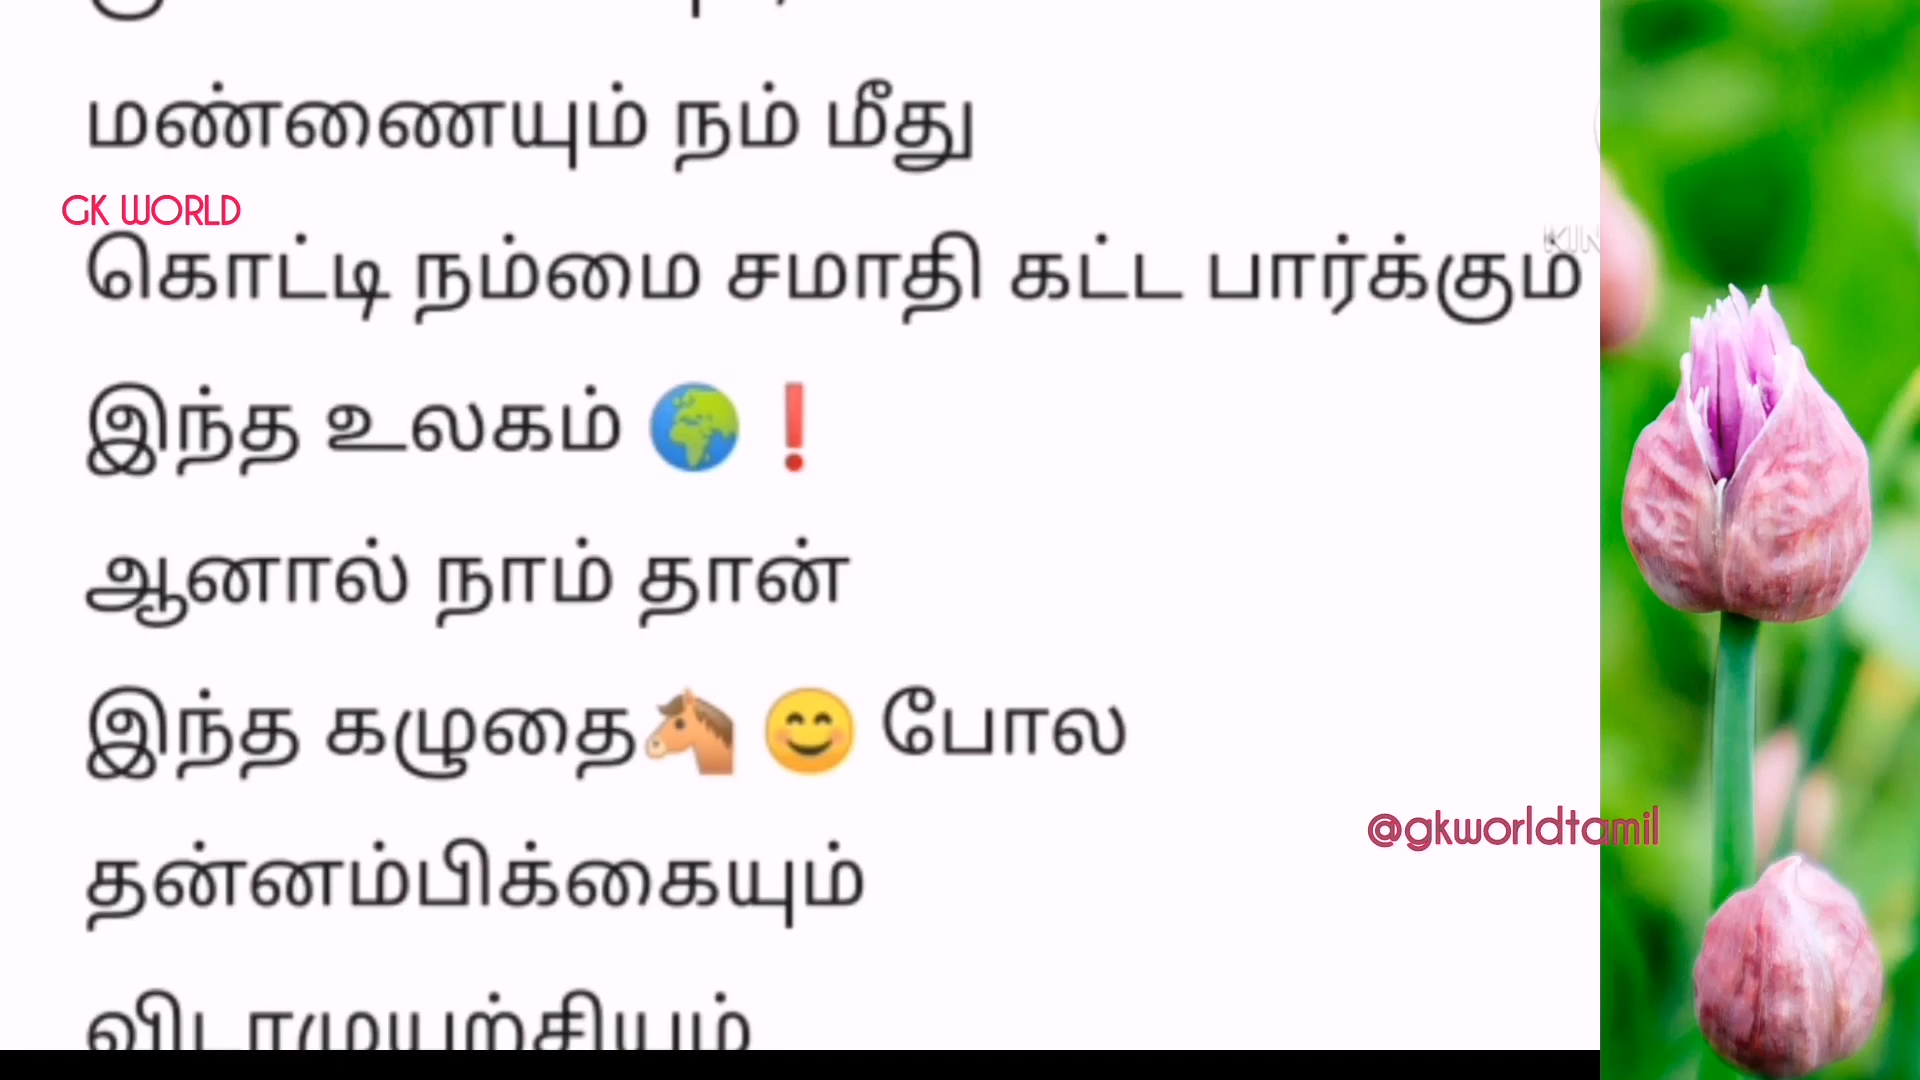 மண்ணையும் நம் மீது
GK WORLD
கொட்டி நம்மை சமாதி கட்ட பார்க்கும்
இந்த உலகம் 🌍❗
ஆனால் நாம் தான்
இந்த கழுதை🐴😊 போல
@gkworldtamil
தன்னம்பிக்கையும்
விடாமுயற்சியும்